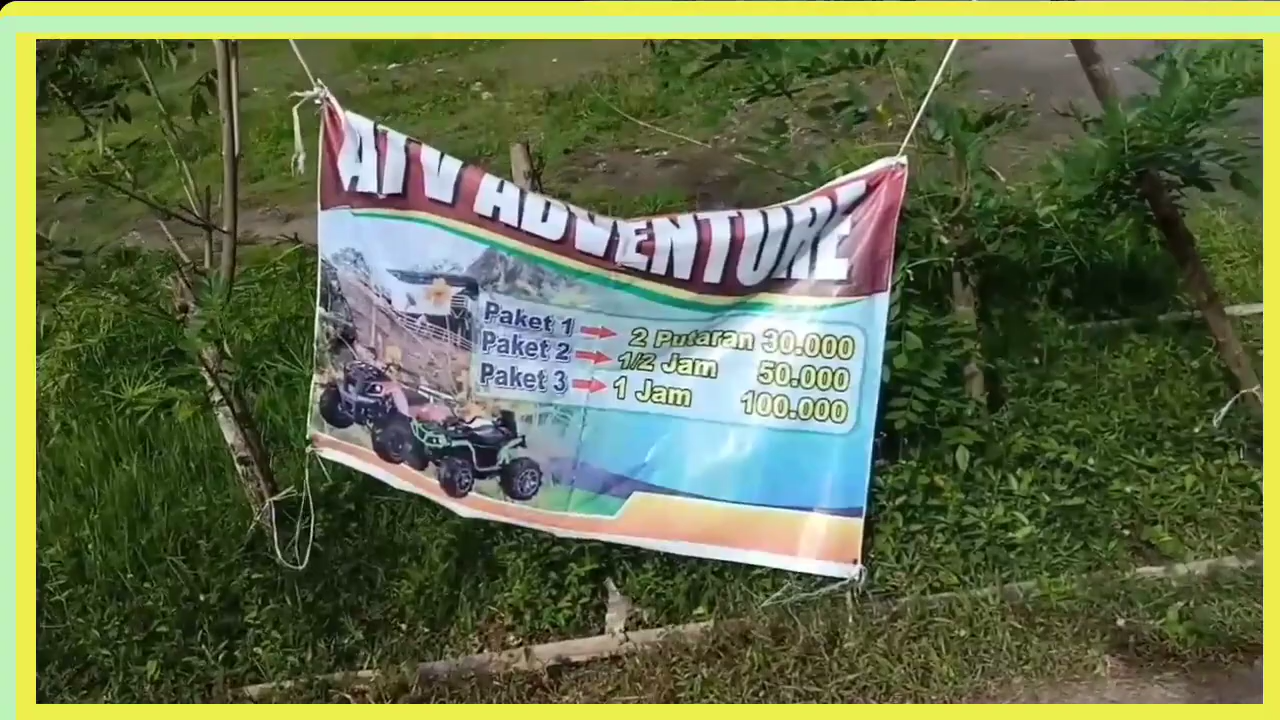 ATV ADVENTURE
Paket 1 2 Putaran 30.000
Paket 2 1/2 Jam 50.000
Paket 3 1 Jam 100.000